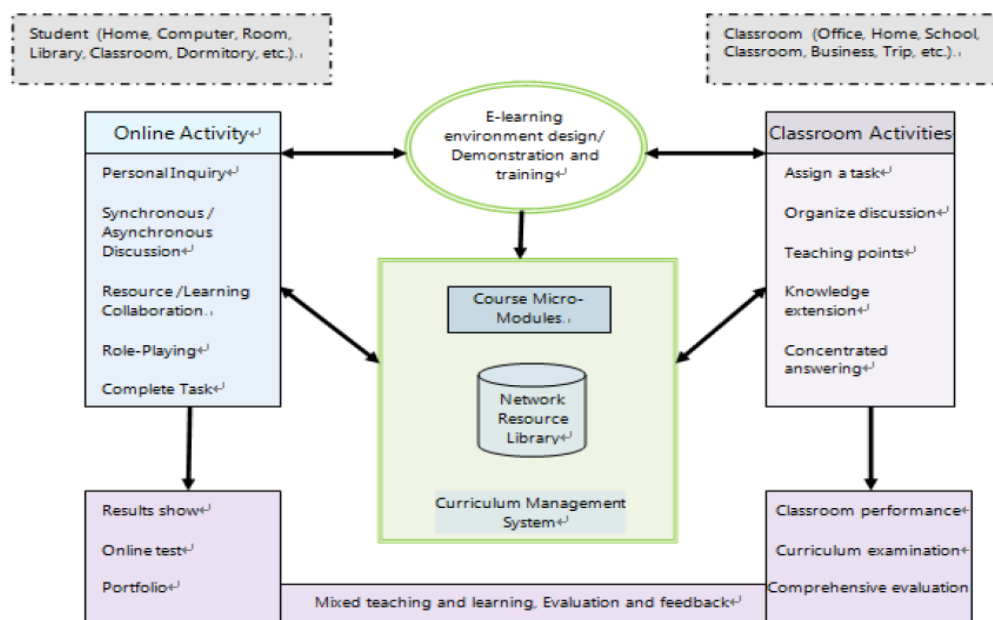 Student (Home, Computer, Room,
Library, Classroom, Dormitory, etc.).
Classroom (Office, Home, School,
Classroom, Business, Trip, etc.).
E-learning
environment design/
Demonstration and
training↵
Online Activity↵
Personal Inquiry↵
Synchronous /
Asynchronous
Discussion↵
Resource /Learning
Collaboration.
Role-Playing↵
Complete Task↵
Classroom Activities
Assign a task↵
Organize discussion↵
Teaching points↵
Knowledge
extension↵
Concentrated
answering↵
Course Micro-
Modules.
Network
Resource
Library↵
Curriculum Management
System↵
Results show↵
Online test↵
Portfolio↵
Classroom performance↵
Curriculum examination↵
Comprehensive evaluation
Mixed teaching and learning, Evaluation and feedback↵